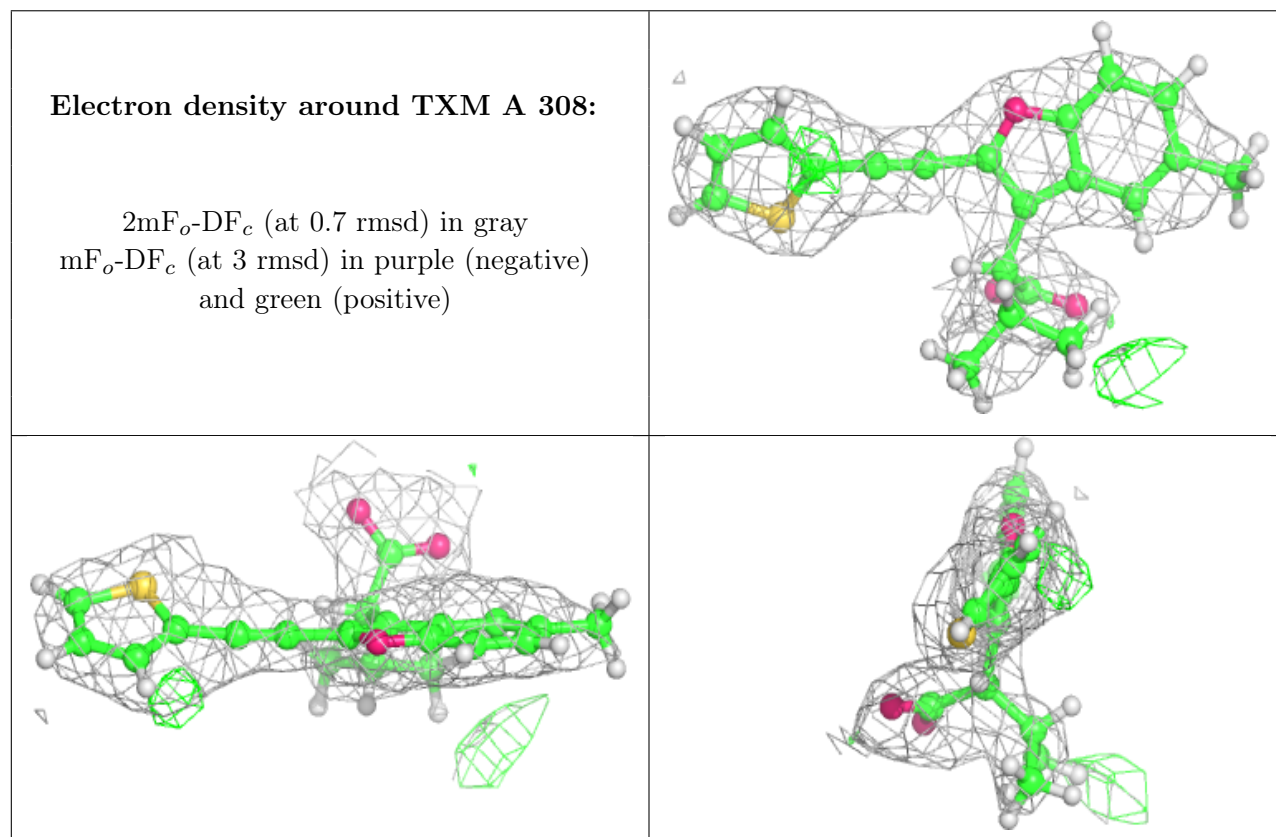 Electron density around TXM A 308:
2mFₒ-DF𝑐 (at 0.7 rmsd) in gray
mFₒ-DF𝑐 (at 3 rmsd) in purple (negative)
and green (positive)